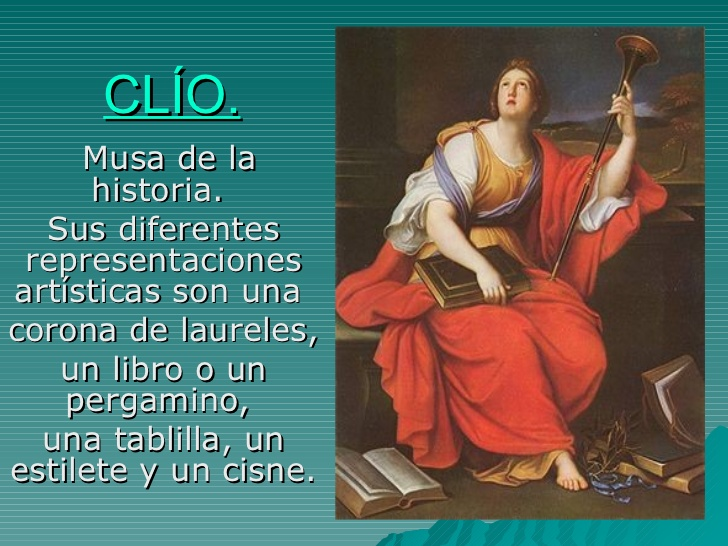 CLÍO.
Musa de la
historia.
Sus diferentes
representaciones
artísticas son una
corona de laureles,
un libro o un
pergamino,
una tablilla, un
estilete y un cisne.